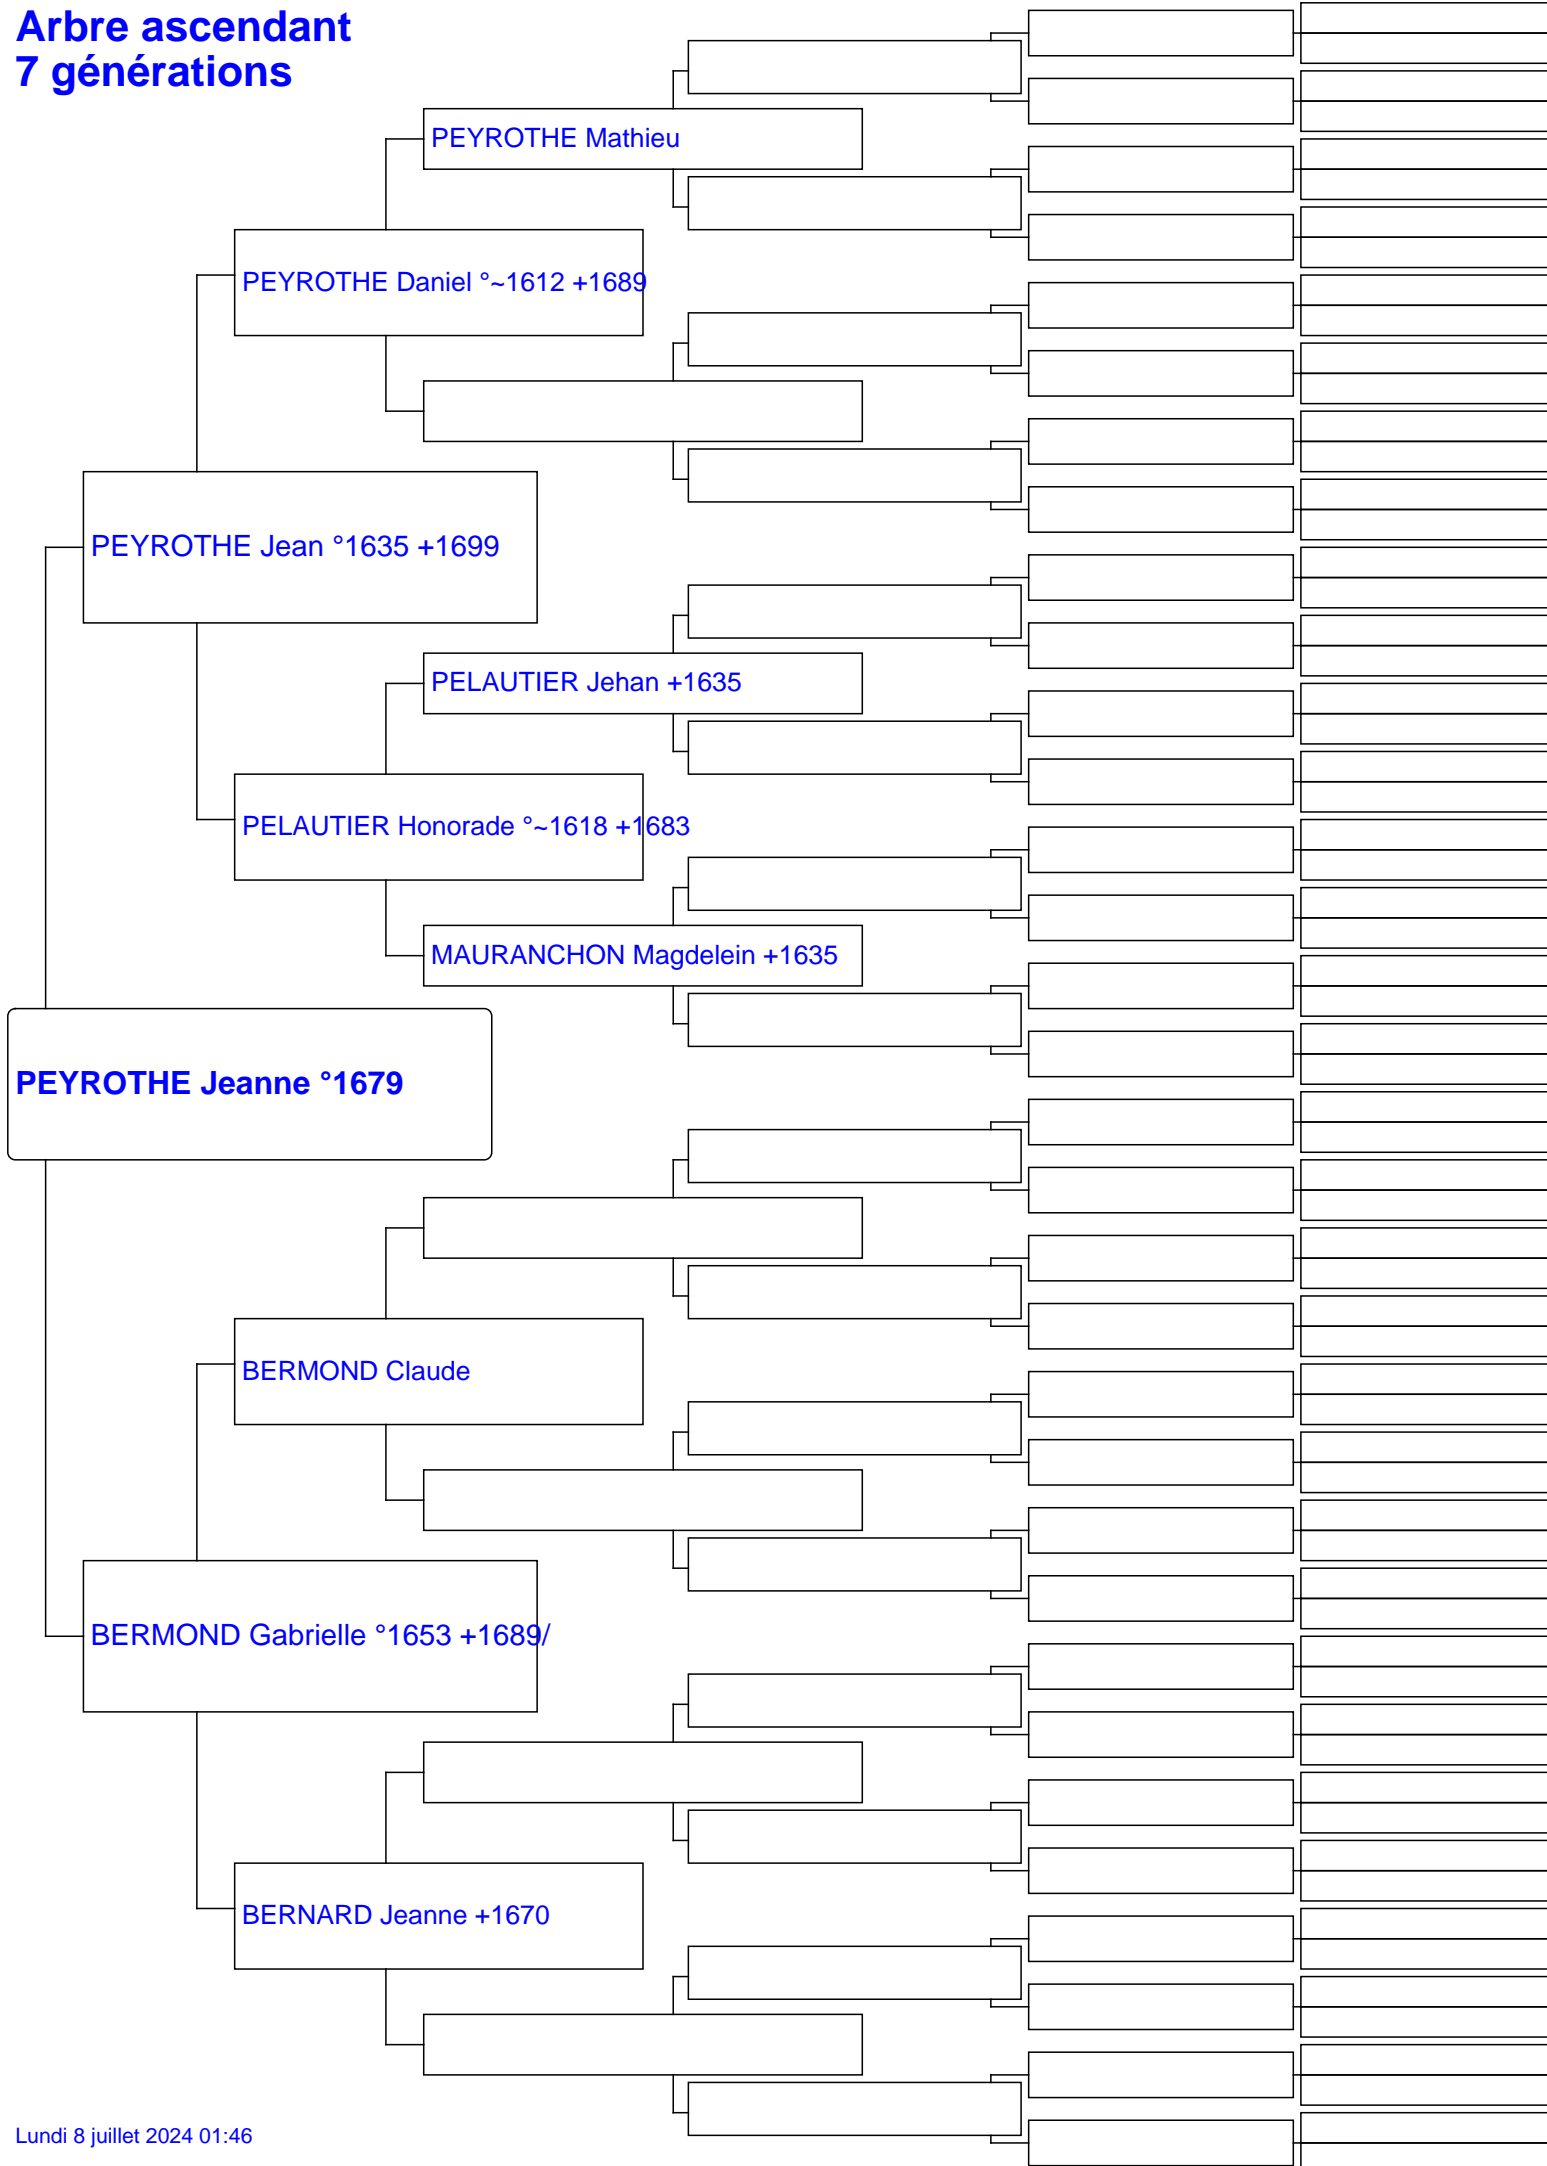 Arbre ascendant
7 générations
PEYROTHE Mathieu
PEYROTHE Daniel °~1612 +1689
PEYROTHE Jean °1635 +1699
PELAUTIER Jehan +1635
PELAUTIER Honorade °~1618 +1683
MAURANCHON Magdelein +1635
PEYROTHE Jeanne °1679
BERMOND Claude
BERMOND Gabrielle °1653 +1689/
BERNARD Jeanne +1670
Lundi 8 juillet 2024 01:46